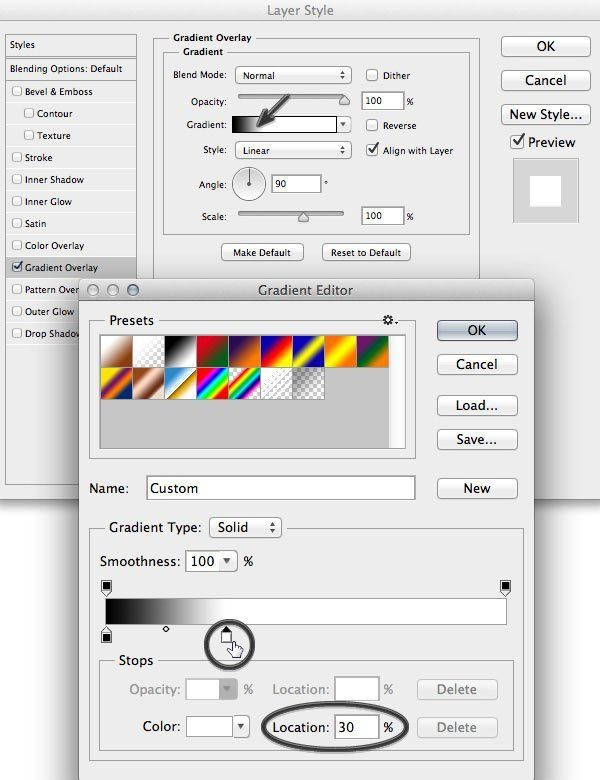 Layer Style
Styles
Blending Options: Default
Bevel & Emboss
Contour
Texture
Stroke
Inner Shadow
Inner Glow
Satin
Color Overlay
Gradient Overlay
Pattern Over
Outer Glow
Drop Shadow
Gradient Overlay
Gradient
Blend Mode: Normal Dither
Opacity: 100 %
Gradient: Reverse
Style: Linear Align with Layer
Angle: 90 °
Scale: 100 %
Make Default Reset to Default
OK
Cancel
New Style...
Preview
Gradient Editor
Presets
OK
Cancel
Load...
Save...
Name: Custom New
Gradient Type: Solid
Smoothness: 100 %
Stops
Opacity: % Location: % Delete
Color: Location: 30 % Delete